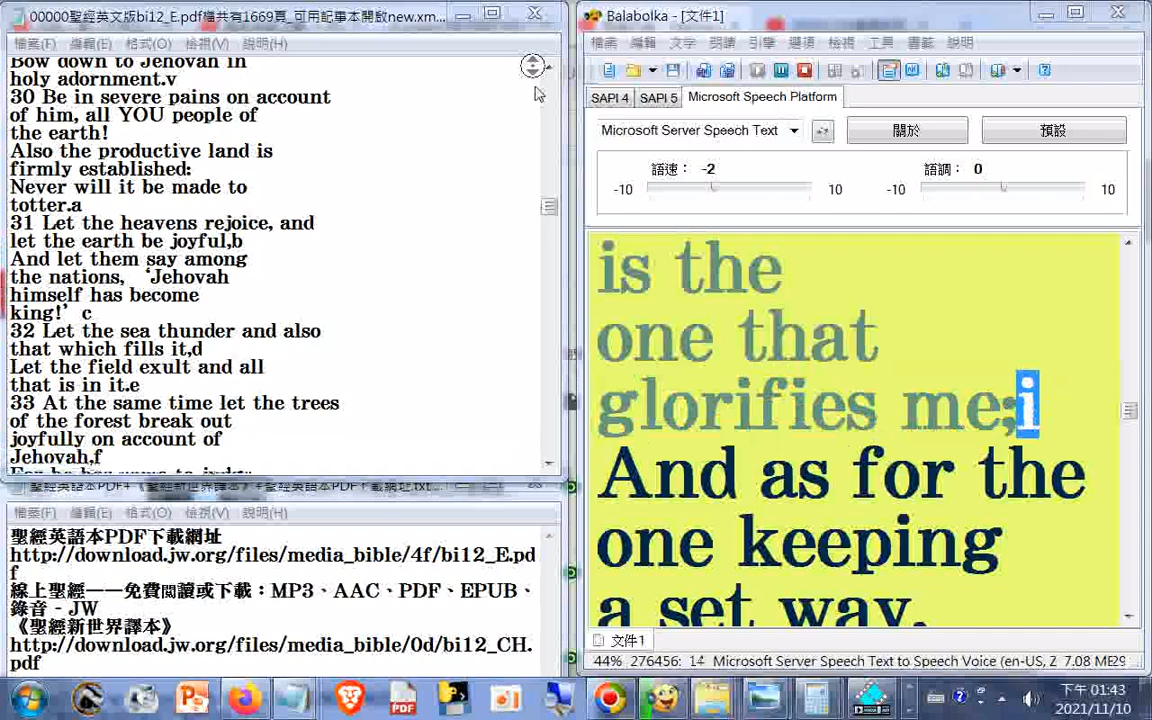 00000聖經英文版bi12_E.pdf檔共有1669頁_可用記事本開啟new.xm...
檔案(F) 編輯(E) 格式(O) 檢視(V) 說明(H)
Bow down to Jehovah in
holy adornment.v
30 Be in severe pains on account
of him, all YOU people of
the earth!
Also the productive land is
firmly established:
Never will it be made to
totter.a
31 Let the heavens rejoice, and
let the earth be joyful,b
And let them say among
the nations, ‘Jehovah
himself has become
king!’ c
32 Let the sea thunder and also
that which fills it,d
Let the field exult and all
that is in it.e
33 At the same time let the trees
of the forest break out
joyfully on account of
Jehovah,f
檔案(F) 編輯(E) 格式(O) 檢視(V) 說明(H)
聖經英語本PDF下載網址
http://download.jw.org/files/media_bible/4f/bi12_E.pd
f
線上聖經——免費閱讀或下載：MP3、AAC、PDF、EPUB、
錄音 - JW
《聖經新世界譯本》
http://download.jw.org/files/media_bible/0d/bi12_CH.
pdf
Balabolka - [文件1]
檔案 編輯 文字 朗讀 引擎 選項 檢視 工具 書籤 說明
SAPI 4 SAPI 5 Microsoft Speech Platform
Microsoft Server Speech Text 關於 預設
語速： -2 語調： 0
-10 10 -10 10
is the
one that
glorifies me;i
And as for the
one keeping
a set way,
文件1
44% 276456: 14 Microsoft Server Speech Text to Speech Voice (en-US, Z 7.08 ME29
下午 01:43
2021/11/10